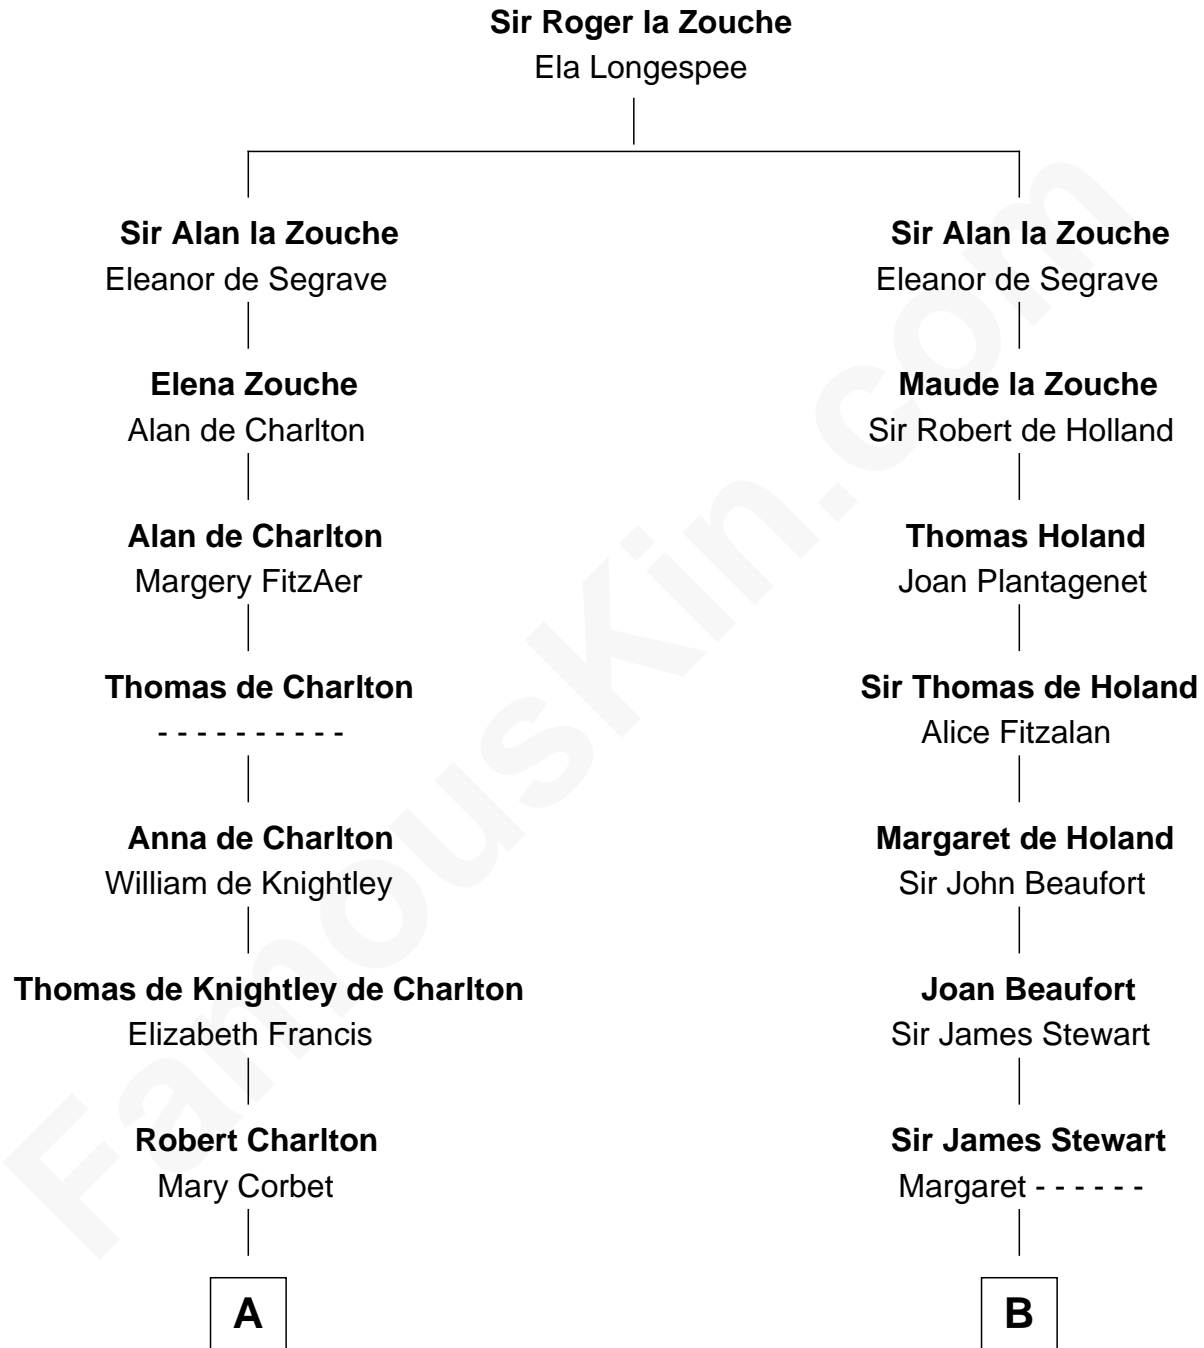 Sir Roger la Zouche
Ela Longespee
Sir Alan la Zouche
Eleanor de Segrave
Sir Alan la Zouche
Eleanor de Segrave
Elena Zouche
Alan de Charlton
Maude la Zouche
Sir Robert de Holland
Alan de Charlton
Margery FitzAer
Thomas Holand
Joan Plantagenet
Thomas de Charlton
- - - - - - - - - -
Sir Thomas de Holand
Alice Fitzalan
Anna de Charlton
William de Knightley
Margaret de Holand
Sir John Beaufort
Thomas de Knightley de Charlton
Elizabeth Francis
Joan Beaufort
Sir James Stewart
Robert Charlton
Mary Corbet
Sir James Stewart
Margaret - - - - - -
A
B
FamousKin.com